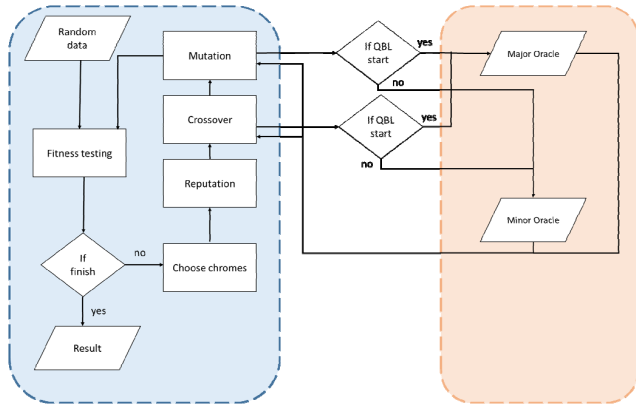 Random
data
Mutation
If QBL
start
yes
Major Oracle
no
Fitness testing
Crossover
If QBL
start
yes
no
Reputation
Minor Oracle
If
finish
no
Choose chromes
yes
Result